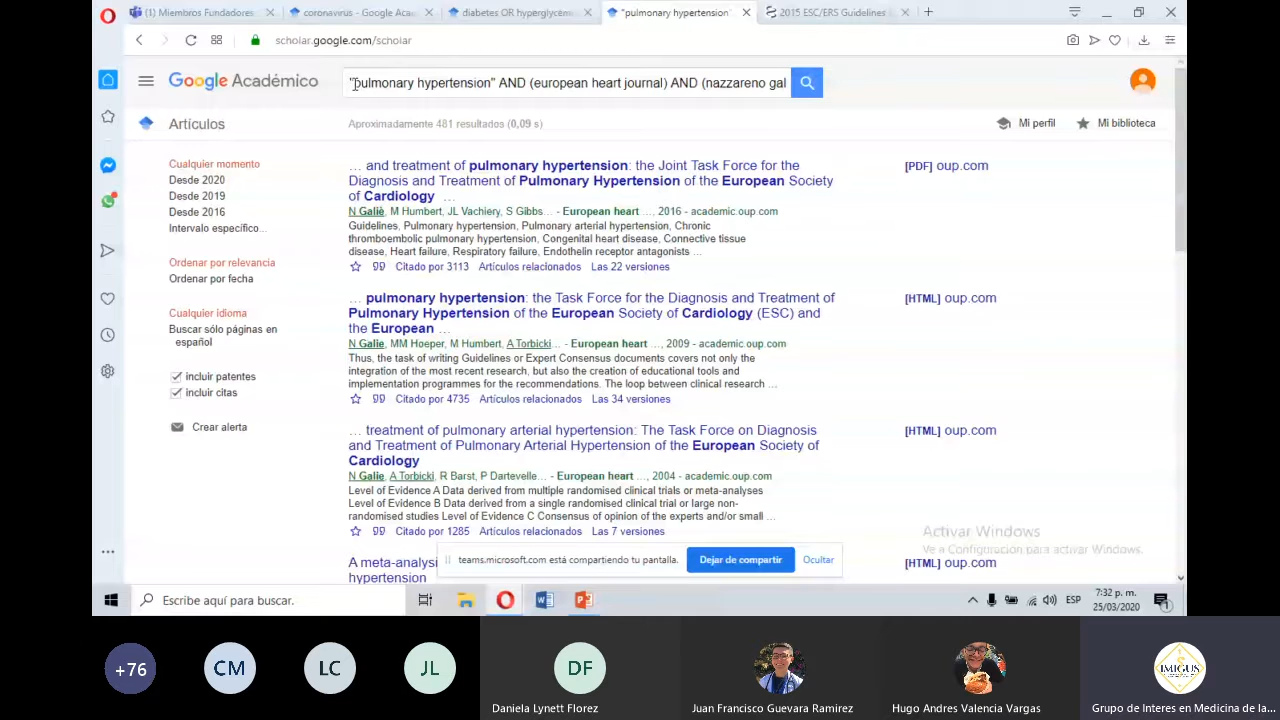 (1) Miembros Fundadores
coronavirus - Google Aca
diabetes OR hyperglycem
"pulmonary hypertension"
2015 ESC/ERS Guidelines
scholar.google.com/scholar
Google Académico
"pulmonary hypertension" AND (european heart journal) AND (nazzareno gal
Artículos
Aproximadamente 481 resultados (0,09 s)
Mi perfil
Mi biblioteca
Cualquier momento
Desde 2020
Desde 2019
Desde 2016
Intervalo específico...
Ordenar por relevancia
Ordenar por fecha
Cualquier idioma
Buscar sólo páginas en
español
incluir patentes
incluir citas
Crear alerta
... and treatment of pulmonary hypertension: the Joint Task Force for the
Diagnosis and Treatment of Pulmonary Hypertension of the European Society
of Cardiology ...
N Galiè, M Humbert, JL Vachiery, S Gibbs... - European heart ..., 2016 - academic.oup.com
Guidelines, Pulmonary hypertension, Pulmonary arterial hypertension, Chronic
thromboembolic pulmonary hypertension, Congenital heart disease, Connective tissue
disease, Heart failure, Respiratory failure, Endothelin receptor antagonists ...
Citado por 3113 Artículos relacionados Las 22 versiones
[PDF] oup.com
... pulmonary hypertension: the Task Force for the Diagnosis and Treatment of
Pulmonary Hypertension of the European Society of Cardiology (ESC) and
the European ...
N Galie, MM Hoeper, M Humbert, A Torbicki... - European heart ..., 2009 - academic.oup.com
Thus, the task of writing Guidelines or Expert Consensus documents covers not only the
integration of the most recent research, but also the creation of educational tools and
implementation programmes for the recommendations. The loop between clinical research ...
Citado por 4735 Artículos relacionados Las 34 versiones
[HTML] oup.com
... treatment of pulmonary arterial hypertension: The Task Force on Diagnosis
and Treatment of Pulmonary Arterial Hypertension of the European Society of
Cardiology
N Galie, A Torbicki, R Barst, P Dartevelle... - European heart ..., 2004 - academic.oup.com
Level of Evidence A Data derived from multiple randomised clinical trials or meta-analyses
Level of Evidence B Data derived from a single randomised clinical trial or large non-
randomised studies Level of Evidence C Consensus of opinion of the experts and/or small ...
Citado por 1285 Artículos relacionados Las 7 versiones
[HTML] oup.com
A meta-analysi
hypertension
[HTML] oup.com
Activar Windows
Ve a Configuración para activar Windows.
teams.microsoft.com está compartiendo tu pantalla.
Dejar de compartir
Ocultar
Escribe aquí para buscar.
ESP
7:32 p. m.
25/03/2020
1
+76
CM
LC
JL
DF
IMIGUS
Daniela Lynett Florez
Juan Francisco Guevara Ramirez
Hugo Andres Valencia Vargas
Grupo de Interes en Medicina de la...